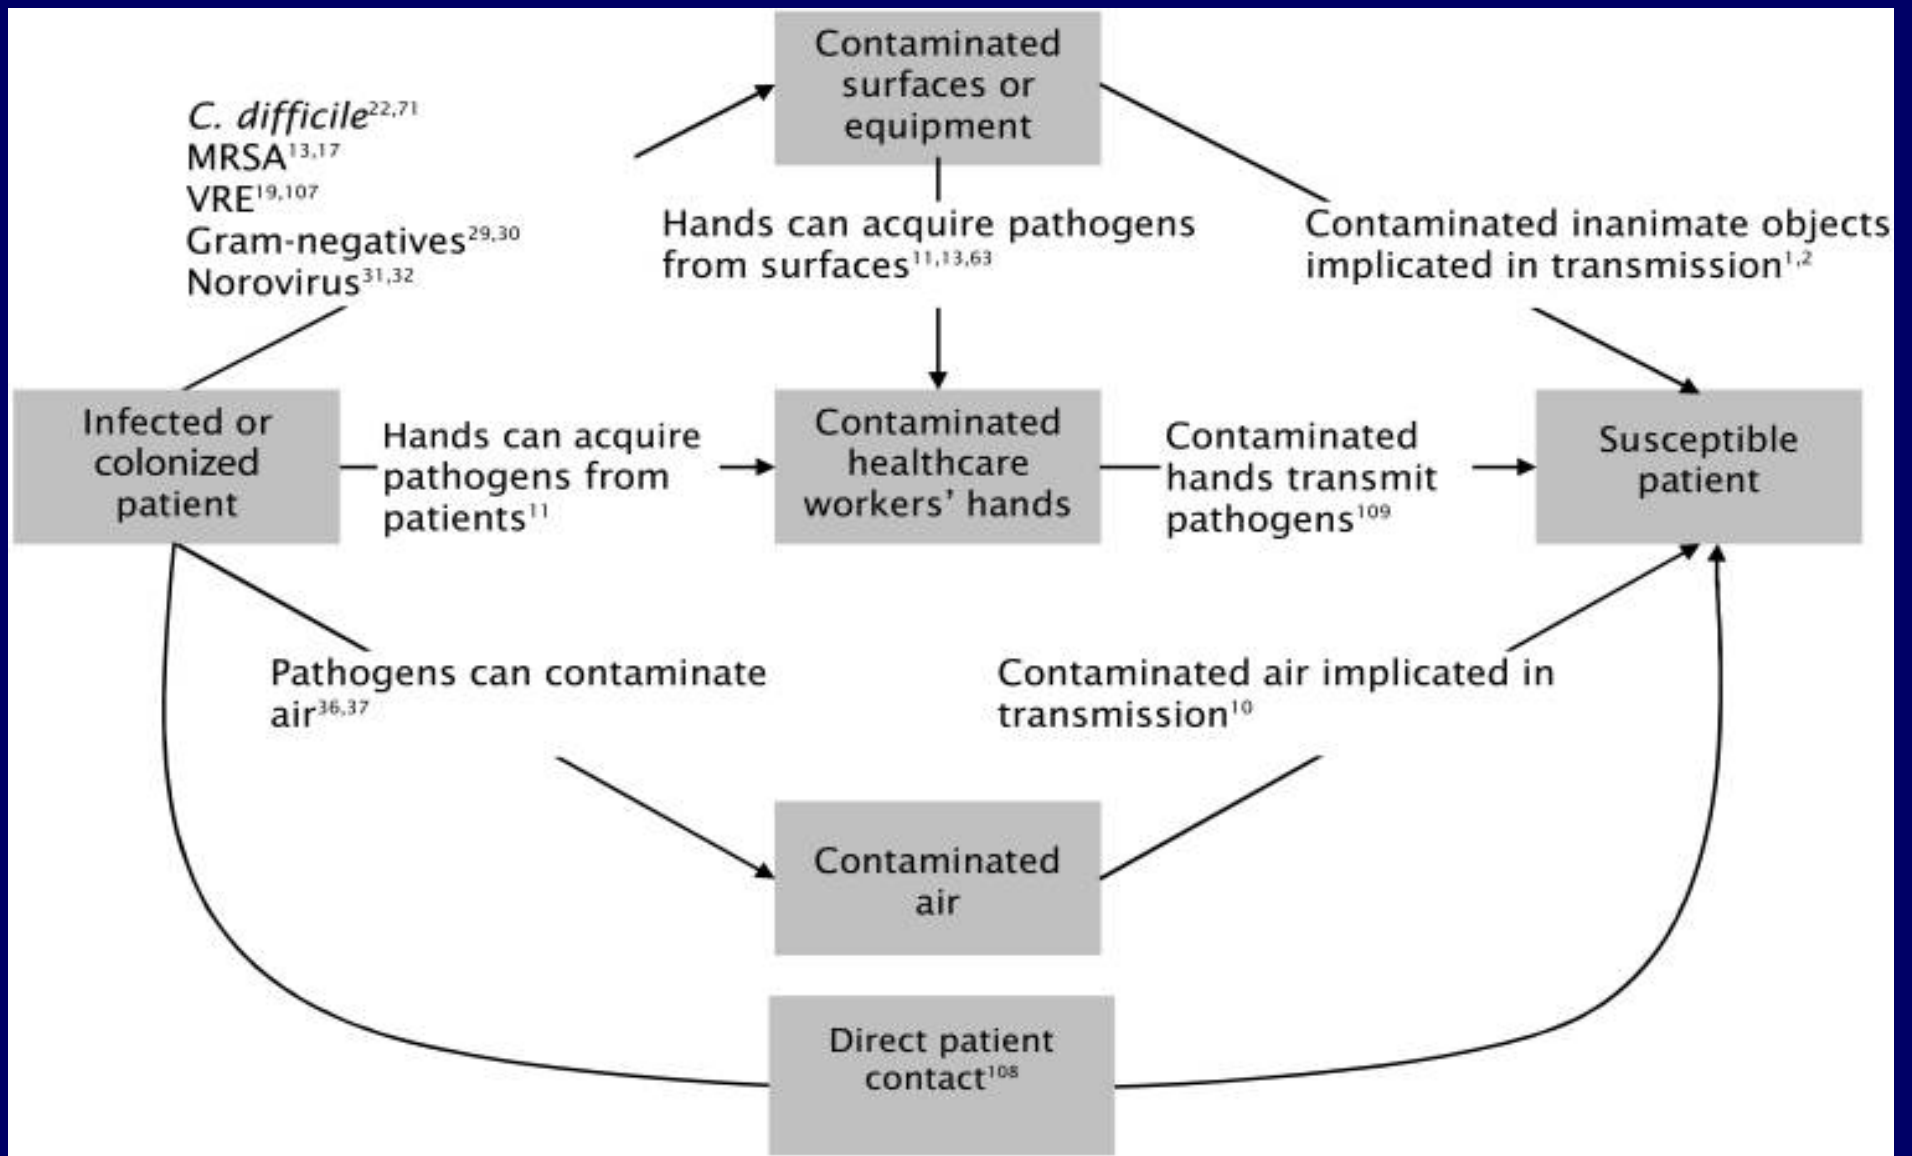 Contaminated
surfaces or
equipment
C. difficile22,71
MRSA13,17
VRE19,107
Gram-negatives29,30
Norovirus31,32
Hands can acquire pathogens
from surfaces11,13,63
Contaminated inanimate objects
implicated in transmission1,2
Infected or
colonized
patient
Hands can acquire
pathogens from
patients11
Contaminated
healthcare
workers’ hands
Contaminated
hands transmit
pathogens109
Susceptible
patient
Pathogens can contaminate
air36,37
Contaminated air implicated in
transmission10
Contaminated
air
Direct patient
contact108